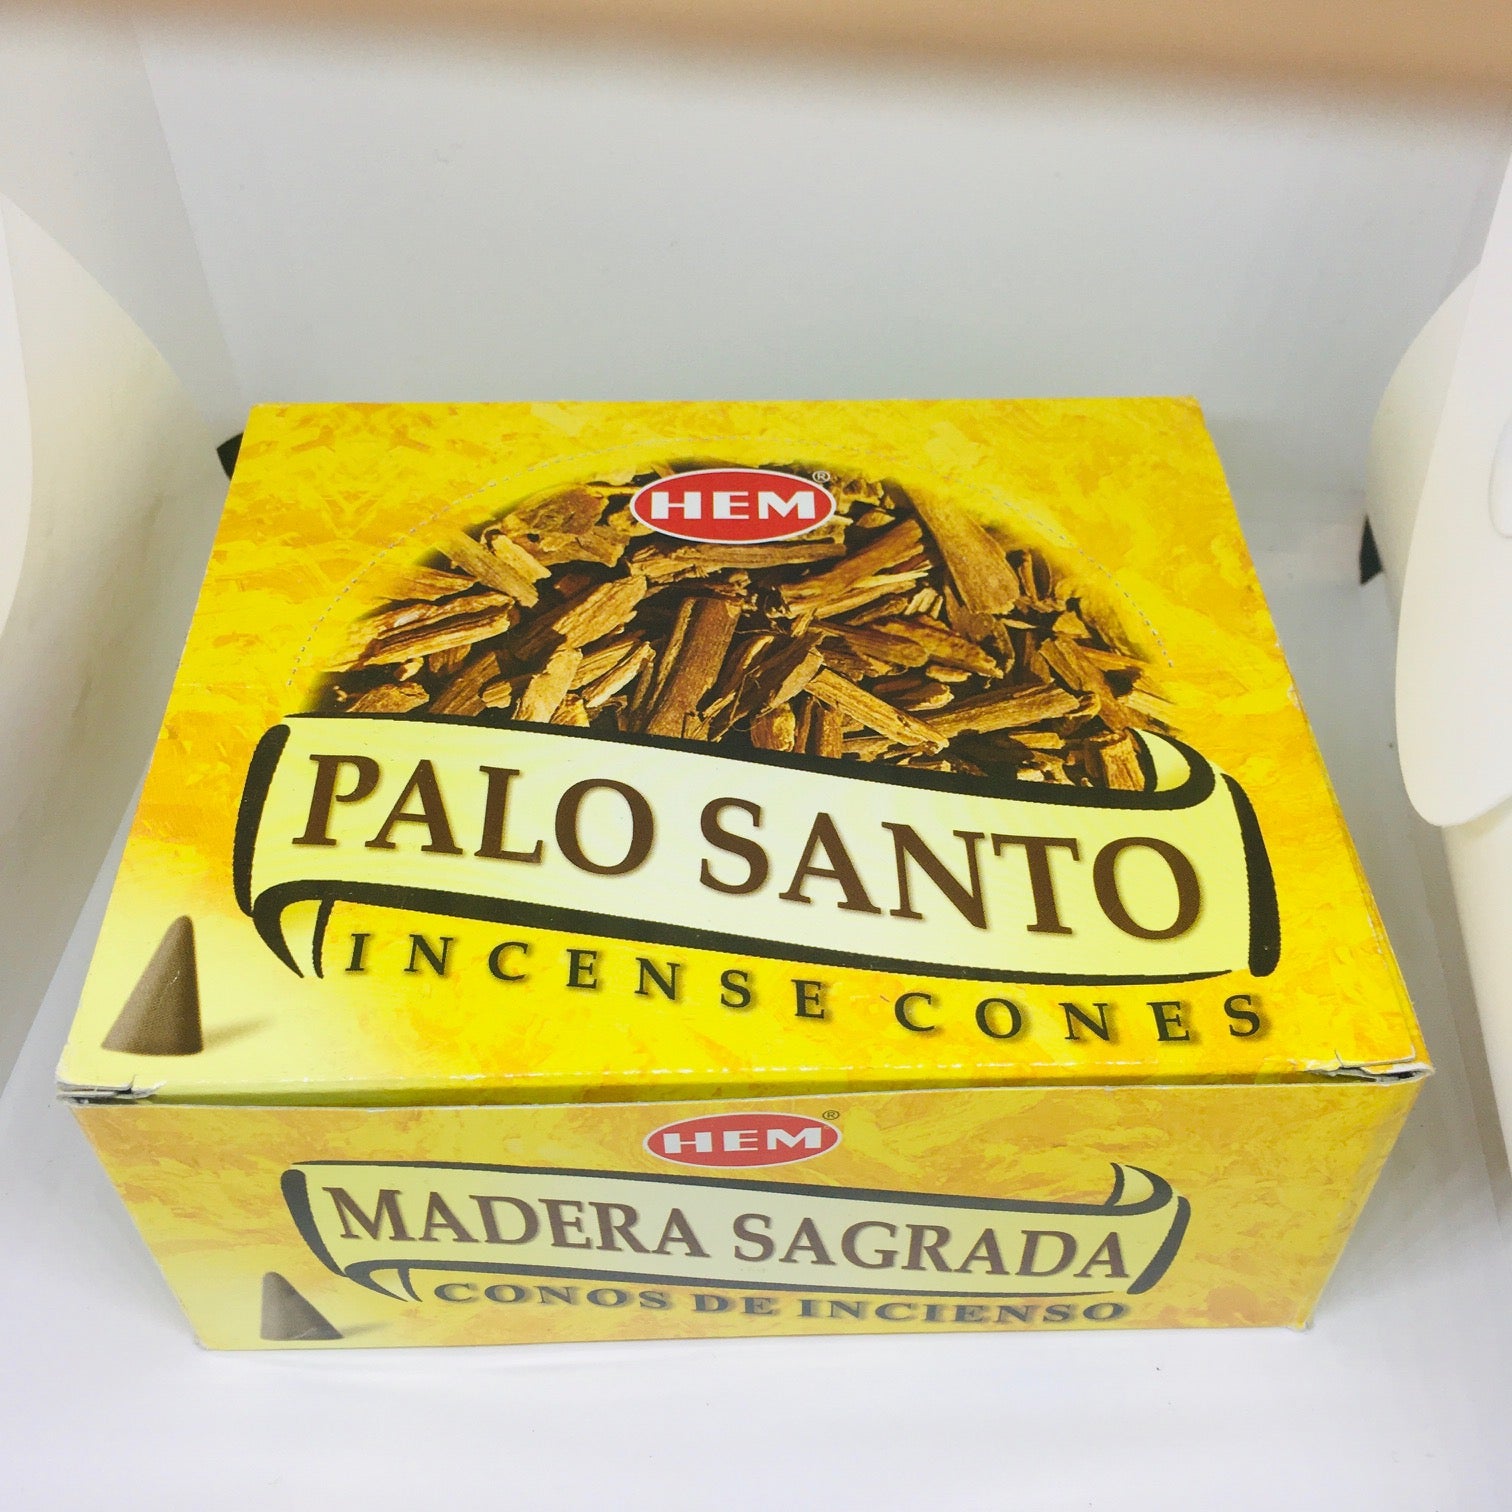 HEM®
PALO SANTO
INCENSE CONES
HEM®
MADERA SAGRADA
CONOS DE INCIENSO